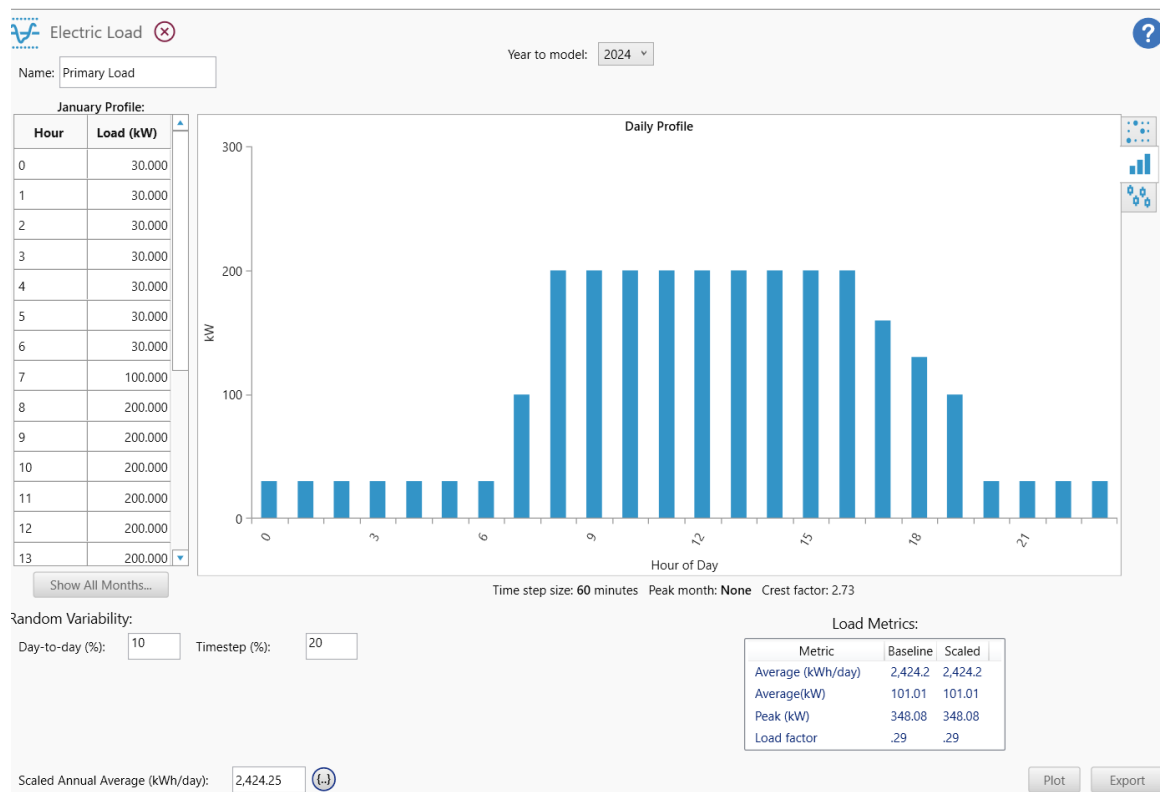 Electric Load
?
Year to model: 2024
Name: Primary Load
January Profile:
Hour Load (kW)
0 30.000
1 30.000
2 30.000
3 30.000
4 30.000
5 30.000
6 30.000
7 100.000
8 200.000
9 200.000
10 200.000
11 200.000
12 200.000
13 200.000
Show All Months...
Daily Profile
300
200
100
0
kW
0 3 6 9 12 15 18 21
Hour of Day
Time step size: 60 minutes Peak month: None Crest factor: 2.73
Random Variability:
Day-to-day (%): 10 Timestep (%): 20
Load Metrics:
Metric Baseline Scaled
Average (kWh/day) 2,424.2 2,424.2
Average(kW) 101.01 101.01
Peak (kW) 348.08 348.08
Load factor .29 .29
Scaled Annual Average (kWh/day): 2,424.25 {..}
Plot Export